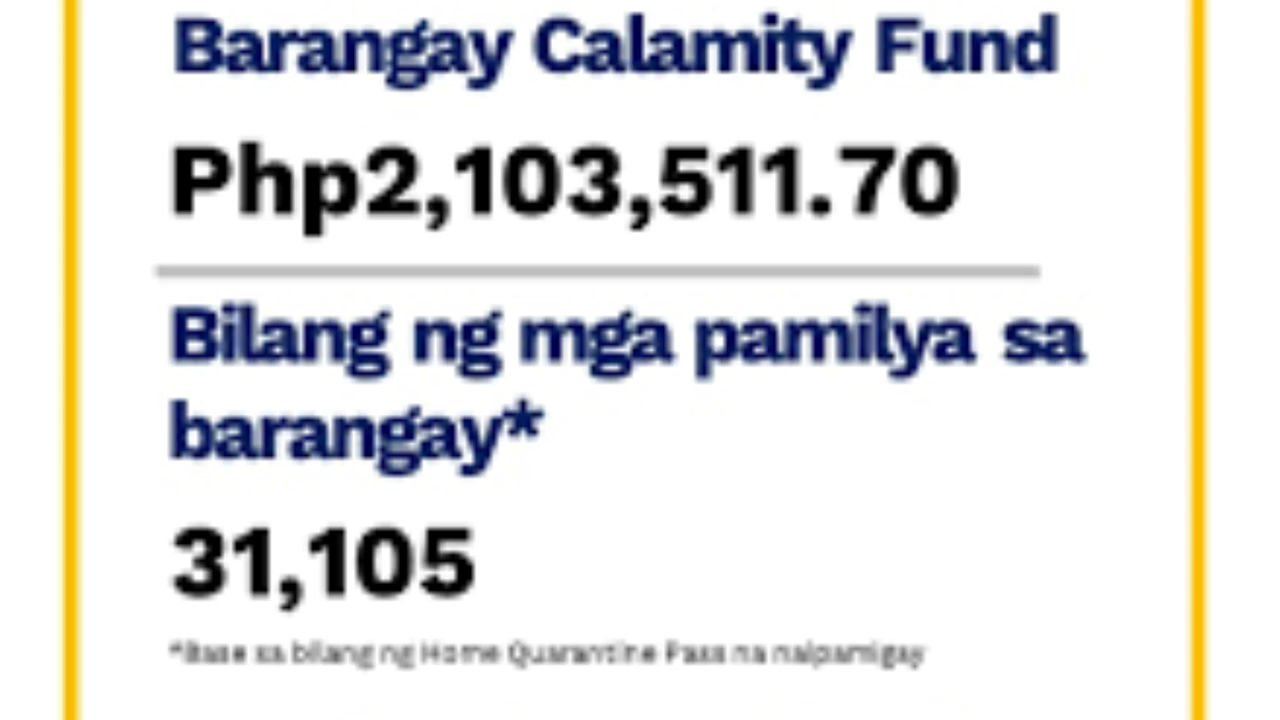 Barangay Calamity Fund
Php2,103,511.70
Bilang ng mga pamilya sa
barangay*
31,105
*Base sa bilang ng Home Quarantine Pass na naipamigay